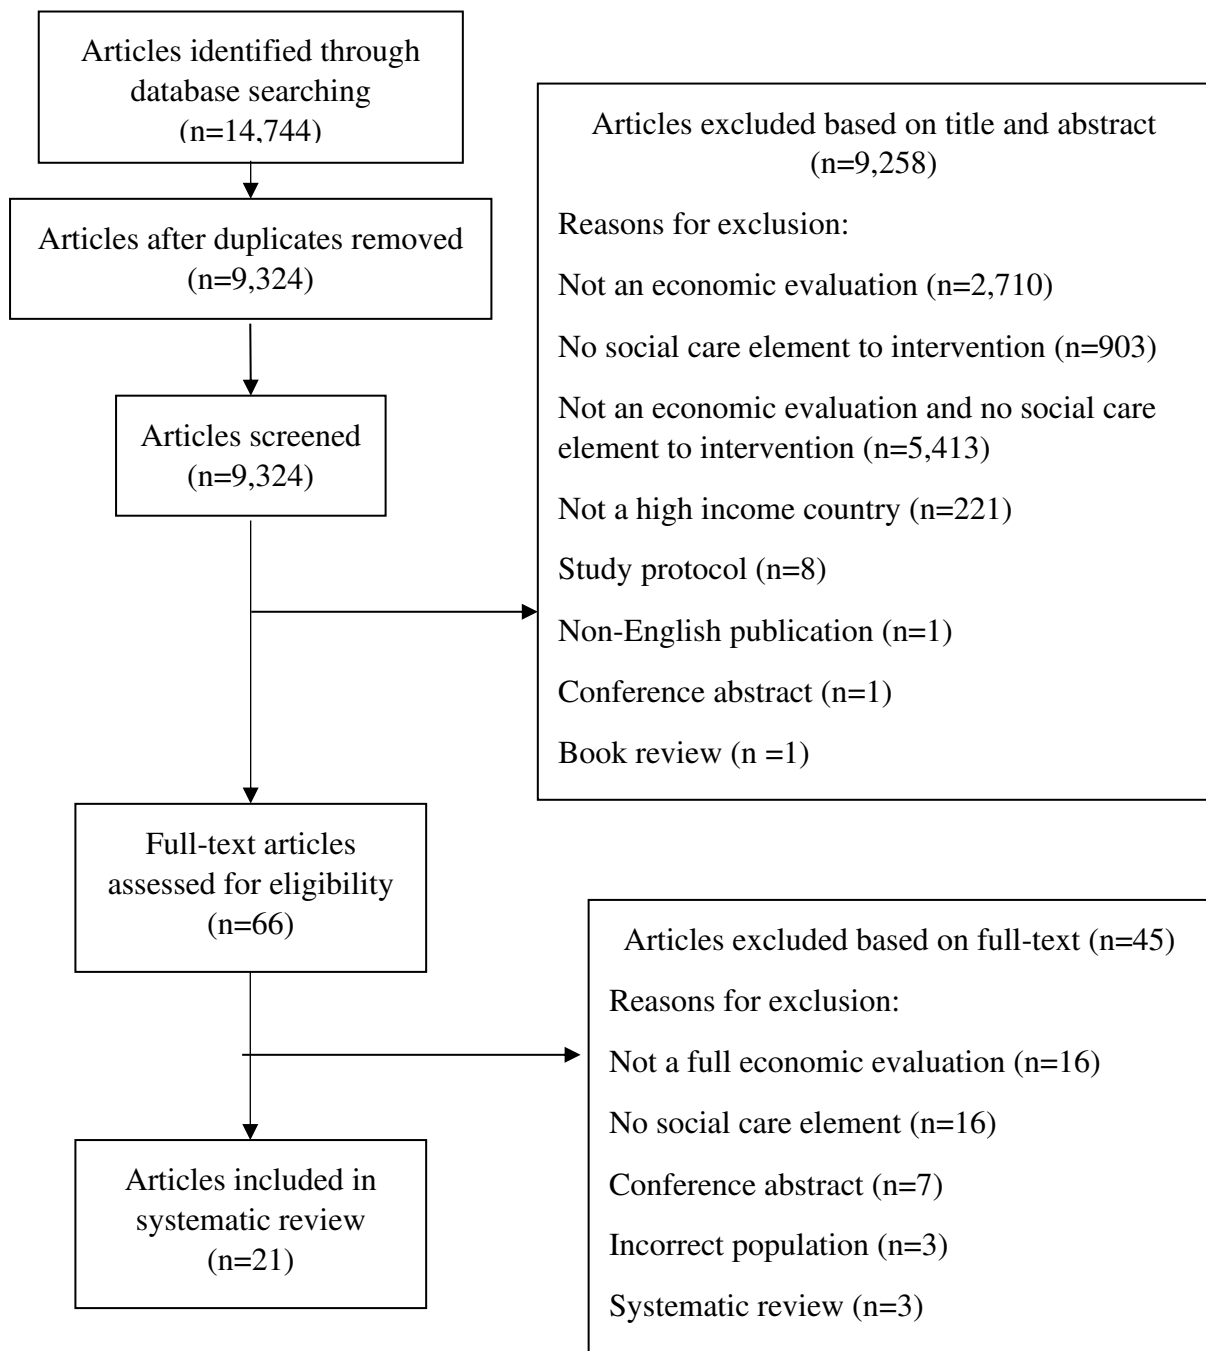 Articles identified through
database searching
(n=14,744)
Articles after duplicates removed
(n=9,324)
Articles screened
(n=9,324)
Articles excluded based on title and abstract
(n=9,258)
Reasons for exclusion:
Not an economic evaluation (n=2,710)
No social care element to intervention (n=903)
Not an economic evaluation and no social care
element to intervention (n=5,413)
Not a high income country (n=221)
Study protocol (n=8)
Non-English publication (n=1)
Conference abstract (n=1)
Book review (n =1)
Full-text articles
assessed for eligibility
(n=66)
Articles excluded based on full-text (n=45)
Reasons for exclusion:
Not a full economic evaluation (n=16)
No social care element (n=16)
Conference abstract (n=7)
Incorrect population (n=3)
Systematic review (n=3)
Articles included in
systematic review
(n=21)